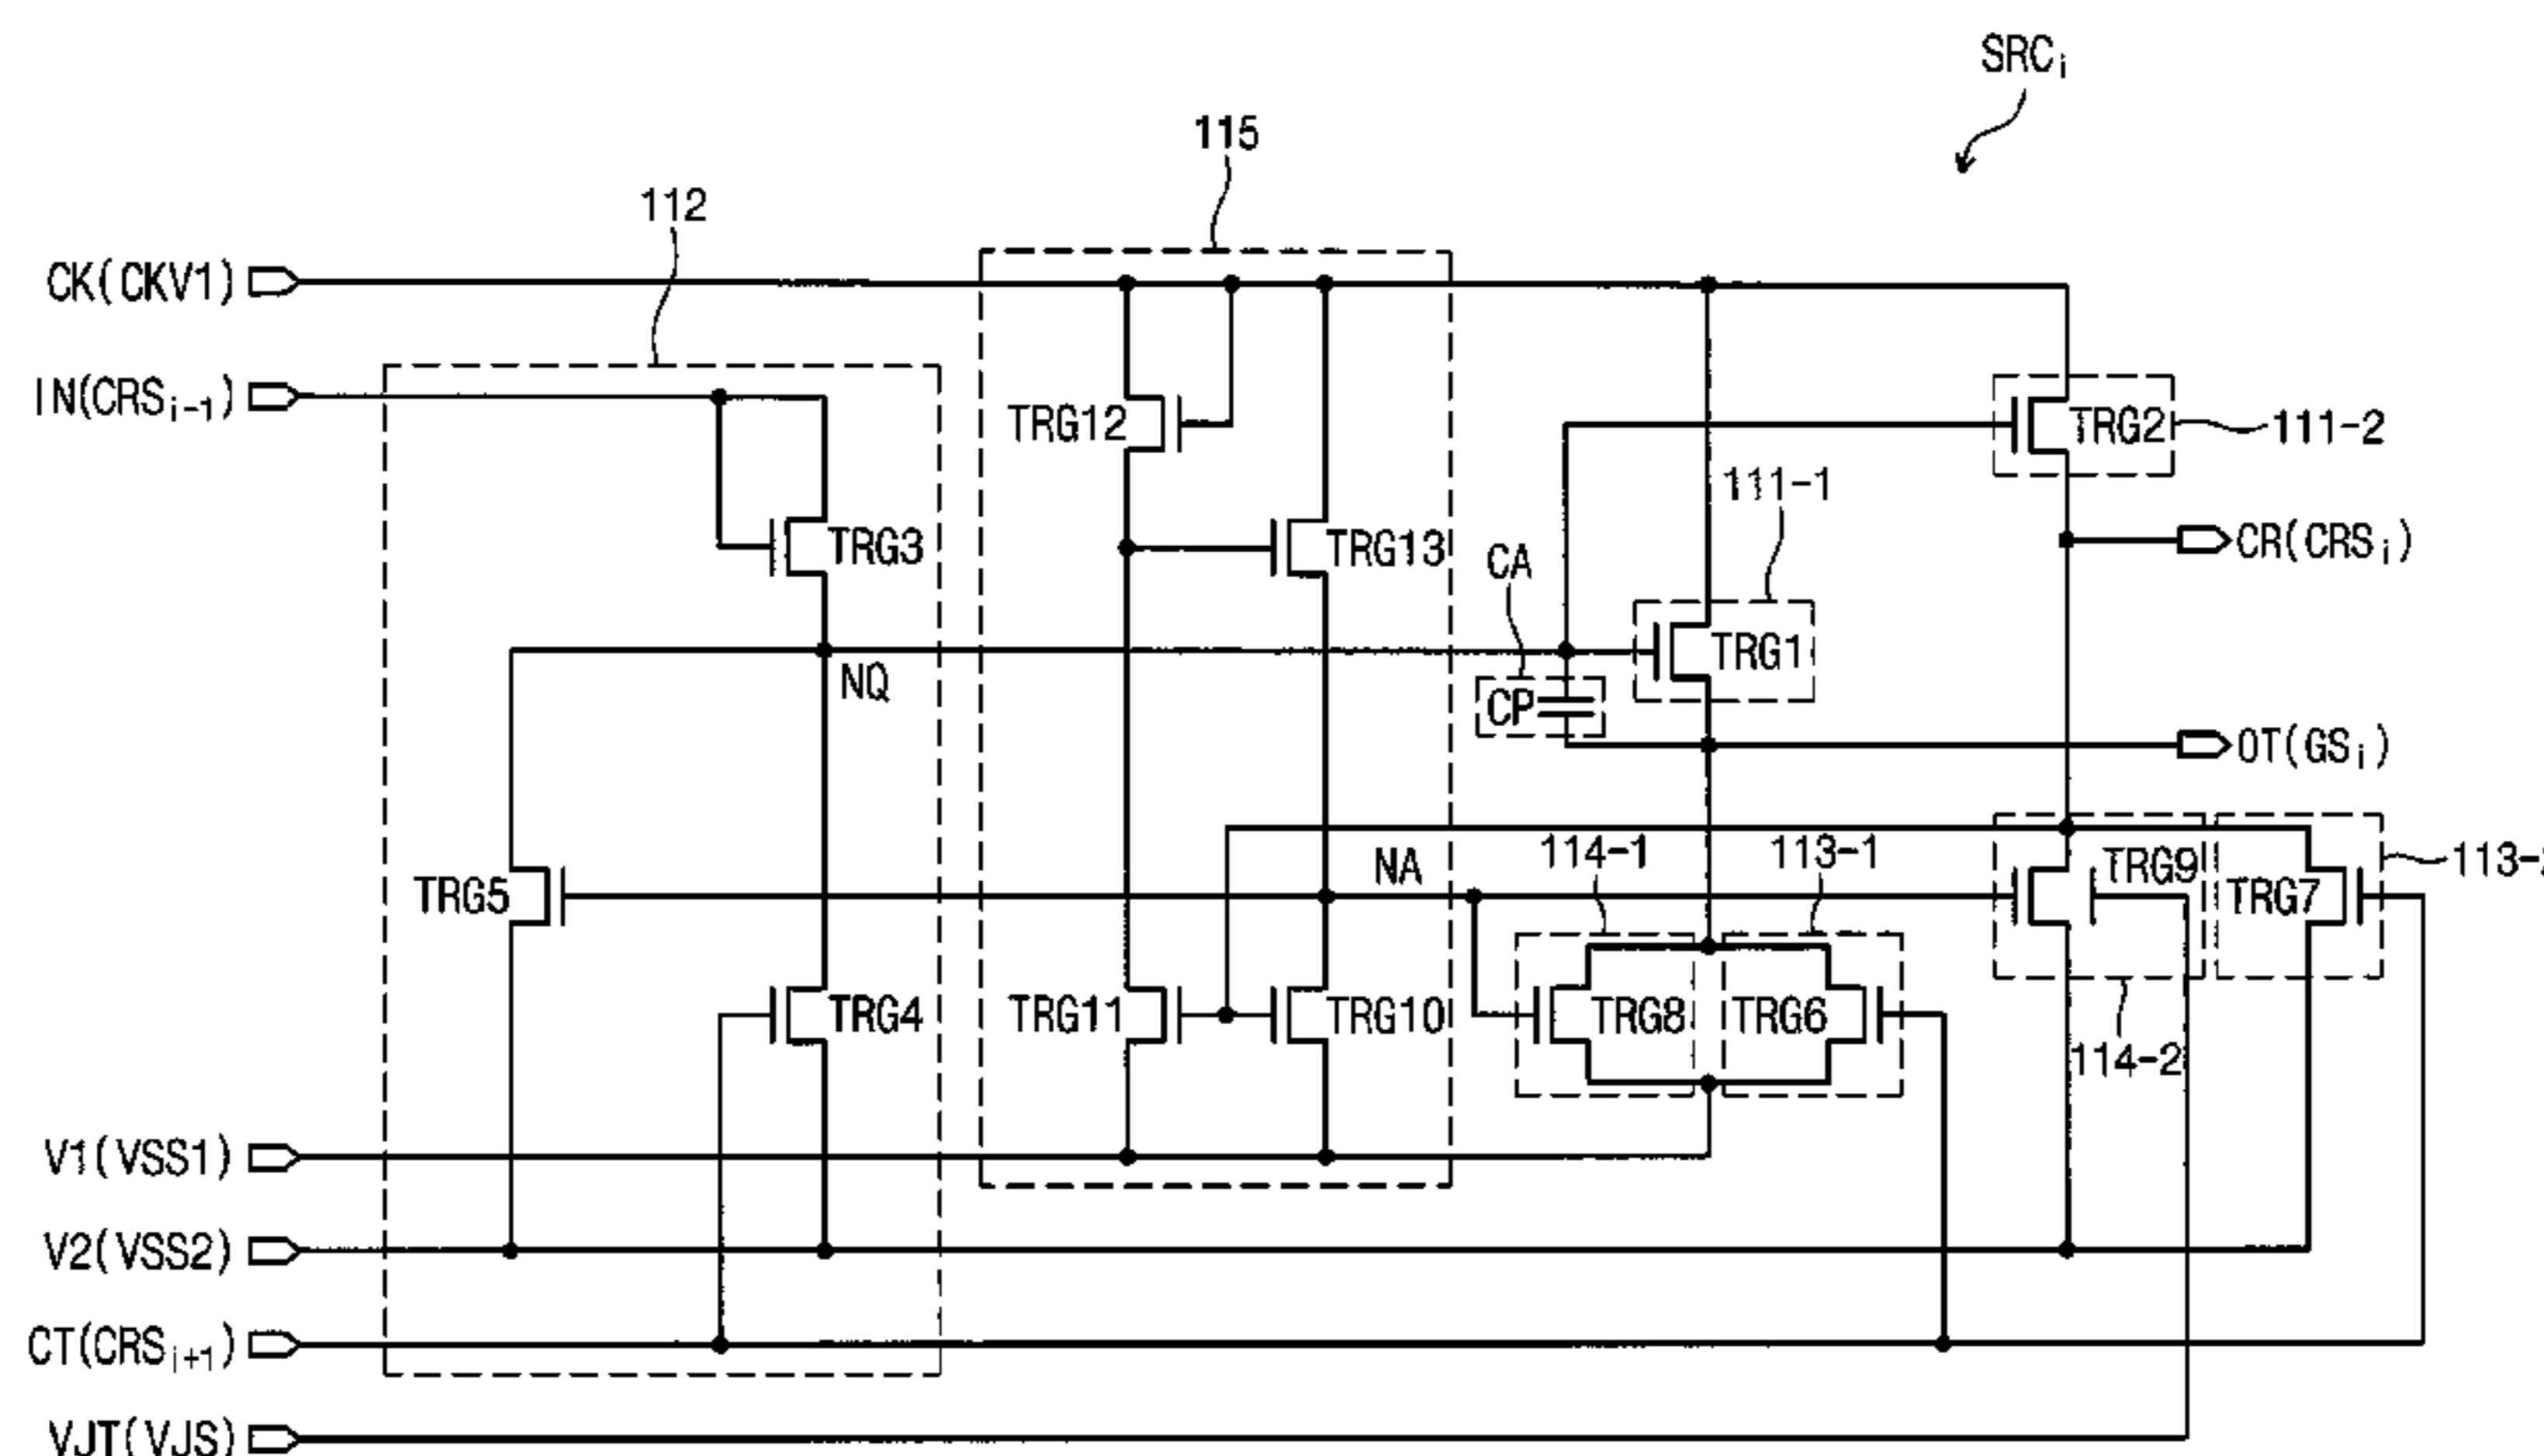 SRCi
115
112
CK(CKV1)
IN(CRSi-1)
TRG12
TRG2
111-2
111-1
TRG3
TRG13
CA
CR(CRSi)
TRG1
NQ
CP
OT(GSi)
114-1
113-1
NA
TRG9
TRG5
TRG7
TRG11
TRG4
TRG10
TRG8
TRG6
114-2
V1(VSS1)
V2(VSS2)
CT(CRSi+1)
VJT(VJS)